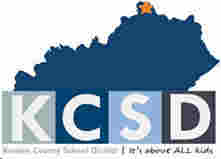 KCSD
Kenton County School District | It's about ALL kids